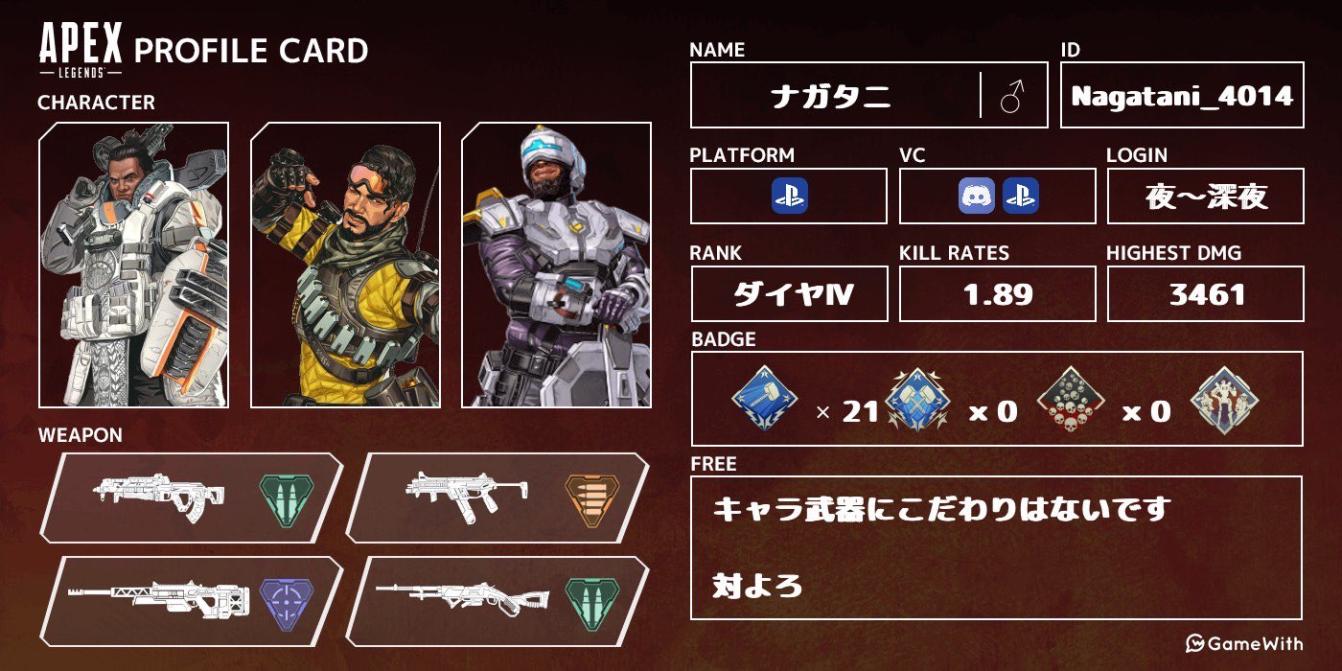 APEX LEGENDS PROFILE CARD
CHARACTER
WEAPON
NAME
ナガタニ
♂
ID
Nagatani_4014
PLATFORM
VC
LOGIN
夜〜深夜
RANK
ダイヤⅣ
KILL RATES
1.89
HIGHEST DMG
3461
BADGE
× 21 x 0 x 0
FREE
キャラ武器にこだわりはないです
対よろ
GameWith